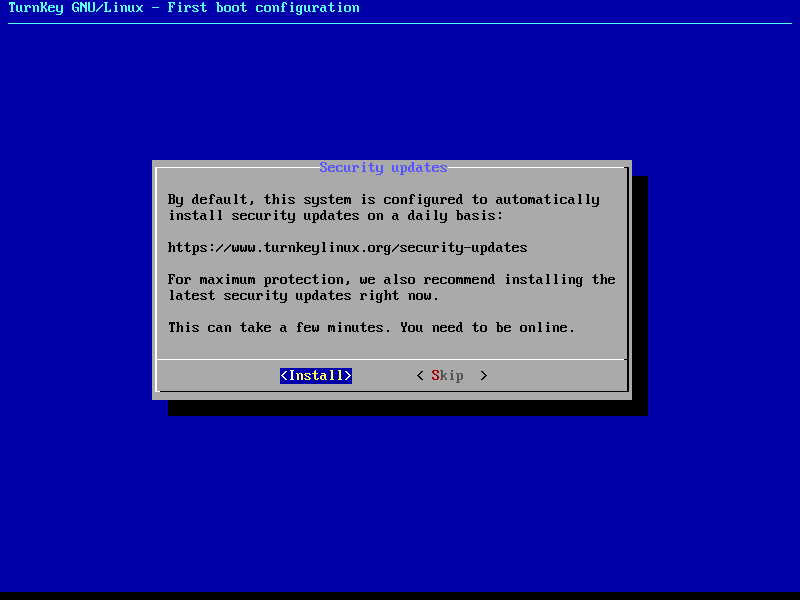 TurnKey GNU/Linux - First boot configuration
Security updates
By default, this system is configured to automatically
install security updates on a daily basis:
https://www.turnkeylinux.org/security-updates
For maximum protection, we also recommend installing the
latest security updates right now.
This can take a few minutes. You need to be online.
<Install> < Skip >